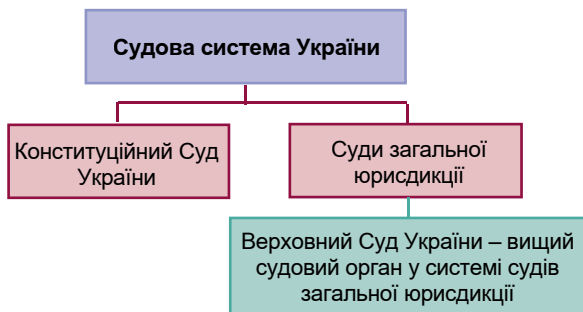 Судова система України
Конституційний Суд
України
Суди загальної
юрисдикції
Верховний Суд України – вищий
судовий орган у системі судів
загальної юрисдикції